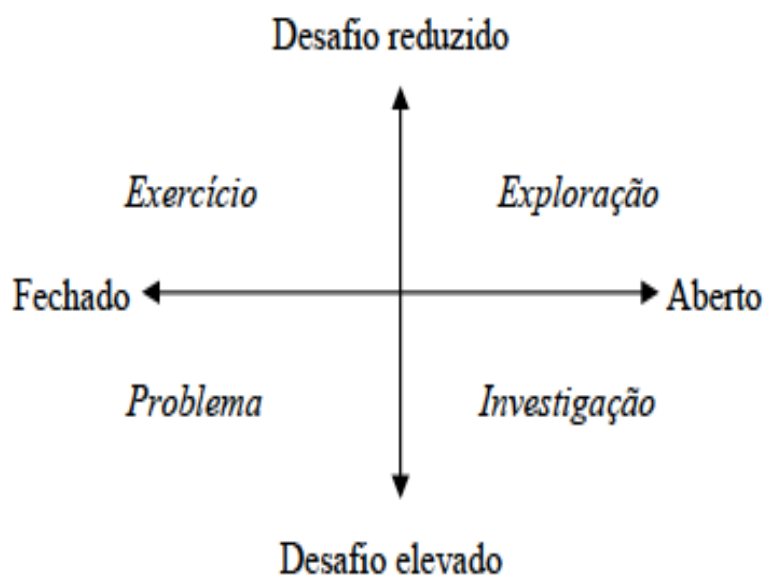 Desafio reduzido
Exercício
Exploração
Fechado
Aberto
Problema
Investigação
Desafio elevado